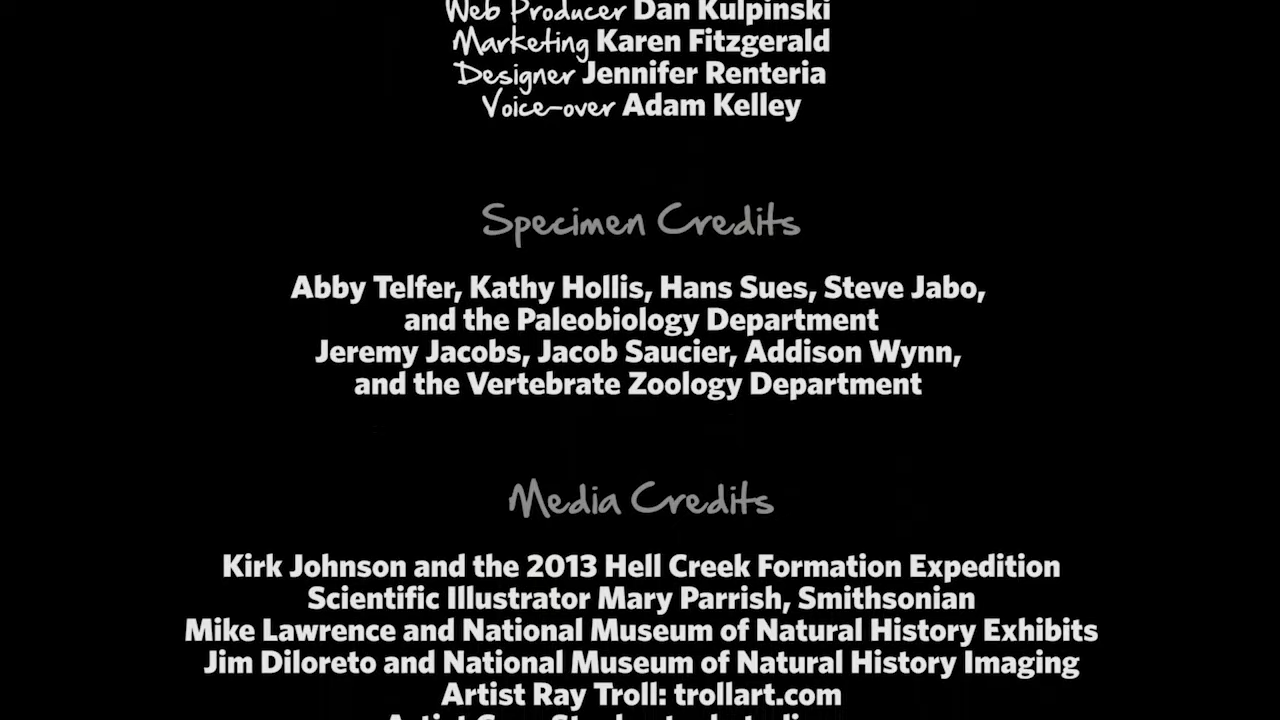 Web Producer Dan Kulpinski
Marketing Karen Fitzgerald
Designer Jennifer Renteria
Voice-over Adam Kelley
Specimen Credits
Abby Telfer, Kathy Hollis, Hans Sues, Steve Jabo,
and the Paleobiology Department
Jeremy Jacobs, Jacob Saucier, Addison Wynn,
and the Vertebrate Zoology Department
Media Credits
Kirk Johnson and the 2013 Hell Creek Formation Expedition
Scientific Illustrator Mary Parrish, Smithsonian
Mike Lawrence and National Museum of Natural History Exhibits
Jim Diloreto and National Museum of Natural History Imaging
Artist Ray Troll: trollart.com
Artist